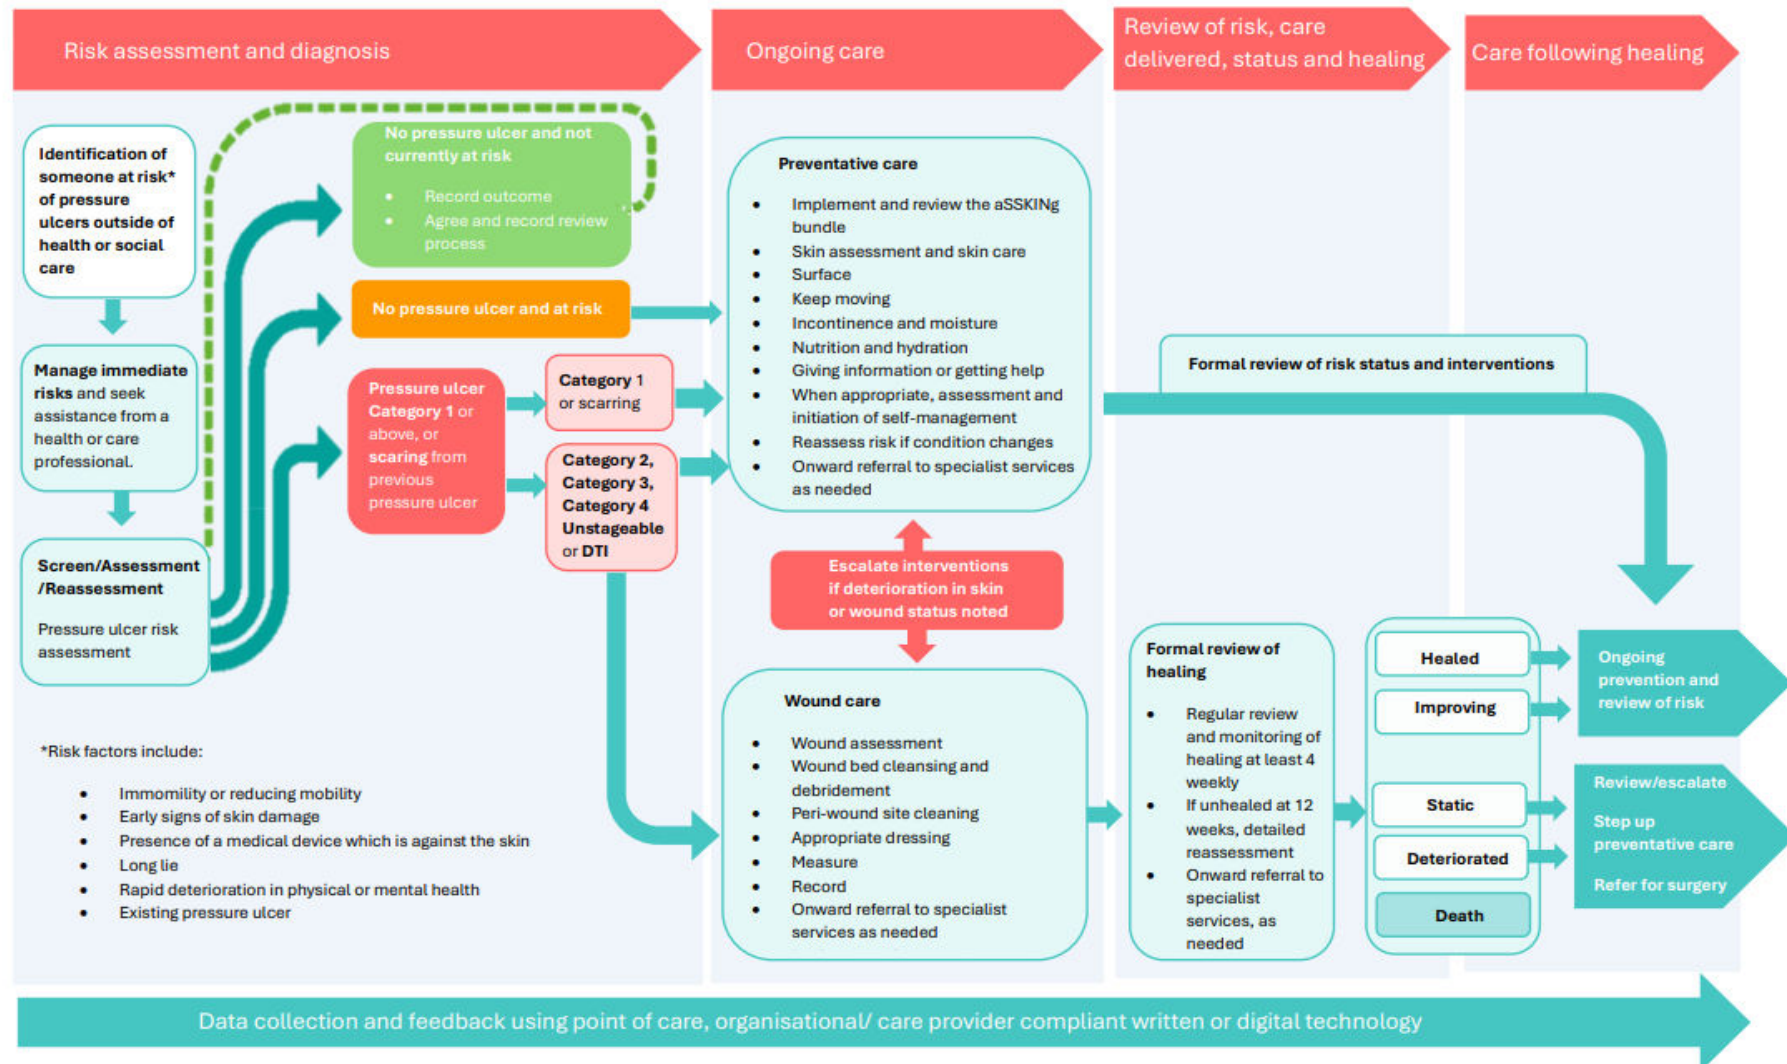 Risk assessment and diagnosis
Ongoing care
Review of risk, care
delivered, status and healing
Care following healing
Identification of
someone at risk*
of pressure
ulcers outside of
health or social
care
Manage immediate
risks and seek
assistance from a
health or care
professional.
Screen/Assessment
/Reassessment
Pressure ulcer risk
assessment
No pressure ulcer and not
currently at risk
• Record outcome
• Agree and record review
process
No pressure ulcer and at risk
Pressure ulcer
Category 1 or
above, or
scaring from
previous
pressure ulcer
Category 1
or scarring
Category 2,
Category 3,
Category 4
Unstageable
or DTI
*Risk factors include:
• Immomility or reducing mobility
• Early signs of skin damage
• Presence of a medical device which is against the skin
• Long lie
• Rapid deterioration in physical or mental health
• Existing pressure ulcer
Preventative care
• Implement and review the aSSKINg
bundle
• Skin assessment and skin care
• Surface
• Keep moving
• Incontinence and moisture
• Nutrition and hydration
• Giving information or getting help
• When appropriate, assessment and
initiation of self-management
• Reassess risk if condition changes
• Onward referral to specialist services
as needed
Escalate interventions
if deterioration in skin
or wound status noted
Wound care
• Wound assessment
• Wound bed cleansing and
debridement
• Peri-wound site cleaning
• Appropriate dressing
• Measure
• Record
• Onward referral to specialist
services as needed
Formal review of risk status and interventions
Formal review of
healing
• Regular review
and monitoring of
healing at least 4
weekly
• If unhealed at 12
weeks, detailed
reassessment
• Onward referral to
specialist
services, as
needed
Healed
Improving
Static
Deteriorated
Death
Ongoing
prevention and
review of risk
Review/escalate
Step up
preventative care
Refer for surgery
Data collection and feedback using point of care, organisational/ care provider compliant written or digital technology